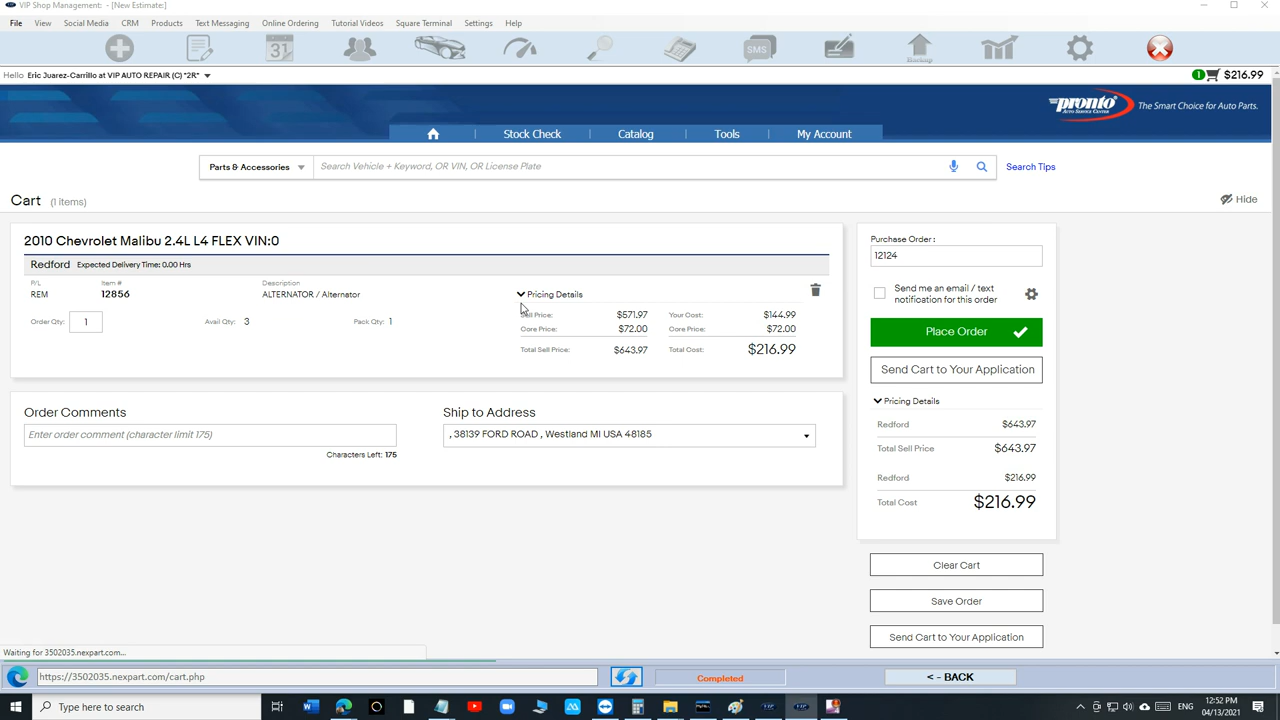 VIP Shop Management: - [New Estimate:]
File View Social Media CRM Products Text Messaging Online Ordering Tutorial Videos Square Terminal Settings Help
31
SMS
Markup
Hello Eric Juarez-Carrillo at VIP AUTO REPAIR (C) *2R*
1 $216.99
pronto
AUTO SERVICE CENTER
The Smart Choice for Auto Parts.
Stock Check Catalog Tools My Account
Parts & Accessories Search Vehicle + Keyword, OR VIN, OR License Plate Search Tips
Cart (1 items) Hide
2010 Chevrolet Malibu 2.4L L4 FLEX VIN:0
Redford Expected Delivery Time: 0.00 Hrs
P/L Item # Description
REM 12856 ALTERNATOR / Alternator Pricing Details
Order Qty: 1 Avail Qty: 3 Pack Qty: 1
Sell Price: $571.97 Your Cost: $144.99
Core Price: $72.00 Core Price: $72.00
Total Sell Price: $643.97 Total Cost: $216.99
Order Comments
Enter order comment (character limit 175)
Characters Left: 175
Ship to Address
, 38139 FORD ROAD , Westland MI USA 48185
Purchase Order :
12124
Send me an email / text
notification for this order
Place Order
Send Cart to Your Application
Pricing Details
Redford $643.97
Total Sell Price $643.97
Redford $216.99
Total Cost $216.99
Clear Cart
Save Order
Send Cart to Your Application
Waiting for 3502035.nexpart.com...
https://3502035.nexpart.com/cart.php Completed < - BACK
Type here to search
ENG
12:52 PM
04/13/2021